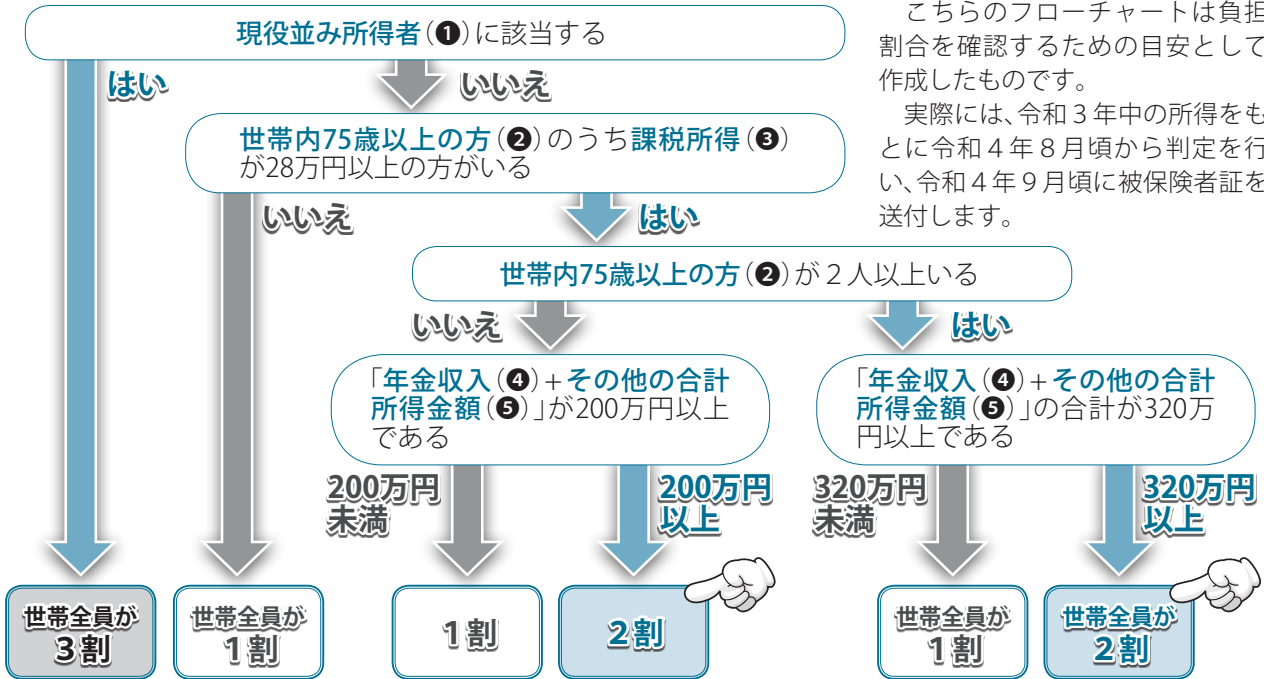 現役並み所得者(❶)に該当する
はい
いいえ
こちらのフローチャートは負担
割合を確認するための目安として
作成したものです。
実際には、令和3年中の所得をも
とに令和4年8月頃から判定を行
い、令和4年9月頃に被保険者証を
送付します。
世帯内75歳以上の方(❷)のうち課税所得(❸)
が28万円以上の方がいる
いいえ
はい
世帯内75歳以上の方(❷)が2人以上いる
いいえ
はい
「年金収入(❹)+その他の合計
所得金額(❺)」が200万円以上
である
「年金収入(❹)+その他の合計
所得金額(❺)」の合計が320万
円以上である
200万円
未満
200万円
以上
320万円
未満
320万円
以上
世帯全員が
3割
世帯全員が
1割
1割
2割
世帯全員が
1割
世帯全員が
2割